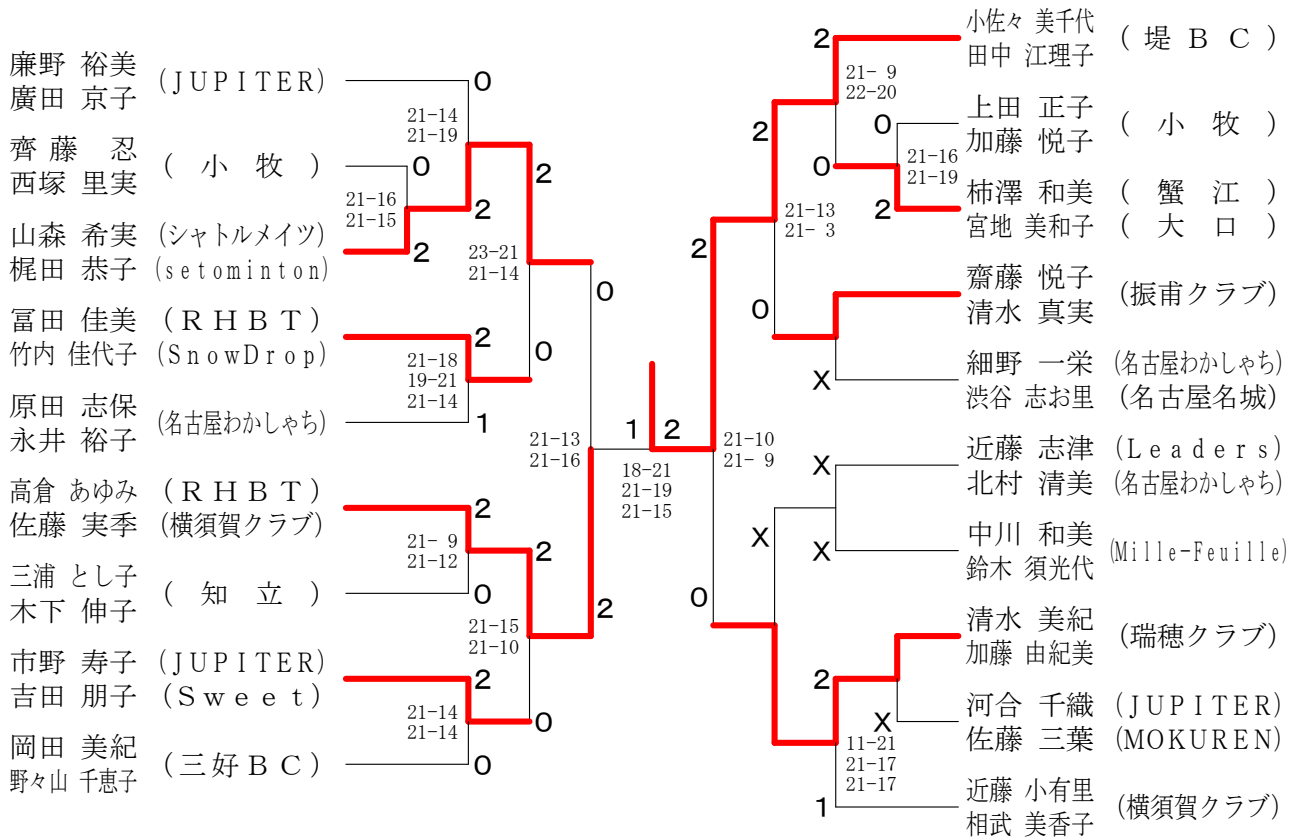 廉野 裕美 (JUPITER)
廣田 京子
0
21-14
21-19
齊藤 忍 ( 小 牧 )
西塚 里実
0
21-16
21-15
2
2
山森 希実 (シャトルメイツ)
梶田 恭子 (setominton)
2
23-21
21-14
0
冨田 佳美 (RHBT)
竹内 佳代子 (SnowDrop)
2
21-18
19-21
21-14
0
原田 志保 (名古屋わかしゃち)
永井 裕子
1
21-13
21-16
高倉 あゆみ (RHBT)
佐藤 実季 (横須賀クラブ)
2
21- 9
21-12
2
三浦 とし子 ( 知 立 )
木下 伸子
0
2
21-15
21-10
市野 寿子 (JUPITER)
吉田 朋子 (Sweet)
2
21-14
21-14
0
岡田 美紀 (三好BC)
野々山 千恵子
0
1 2
18-21
21-19
21-15
小佐々 美千代 (堤BC)
田中 江理子
2
21- 9
22-20
上田 正子 ( 小 牧 )
加藤 悦子
0
2
21-16
21-19
0
柿澤 和美 ( 蟹 江 )
宮地 美和子 ( 大 口 )
2
21-13
21- 3
2
齋藤 悦子 (振甫クラブ)
清水 真実
0
細野 一栄 (名古屋わかしゃち)
渋谷 志お里 (名古屋名城)
X
21-10
21- 9
近藤 志津 (Leaders)
北村 清美 (名古屋わかしゃち)
X
X
中川 和美 (Mille-Feuille)
鈴木 須光代
X
0
清水 美紀 (瑞穂クラブ)
加藤 由紀美
2
河合 千織 (JUPITER)
佐藤 三葉 (MOKUREN)
X
11-21
21-17
21-17
近藤 小有里 (横須賀クラブ)
相武 美香子
1